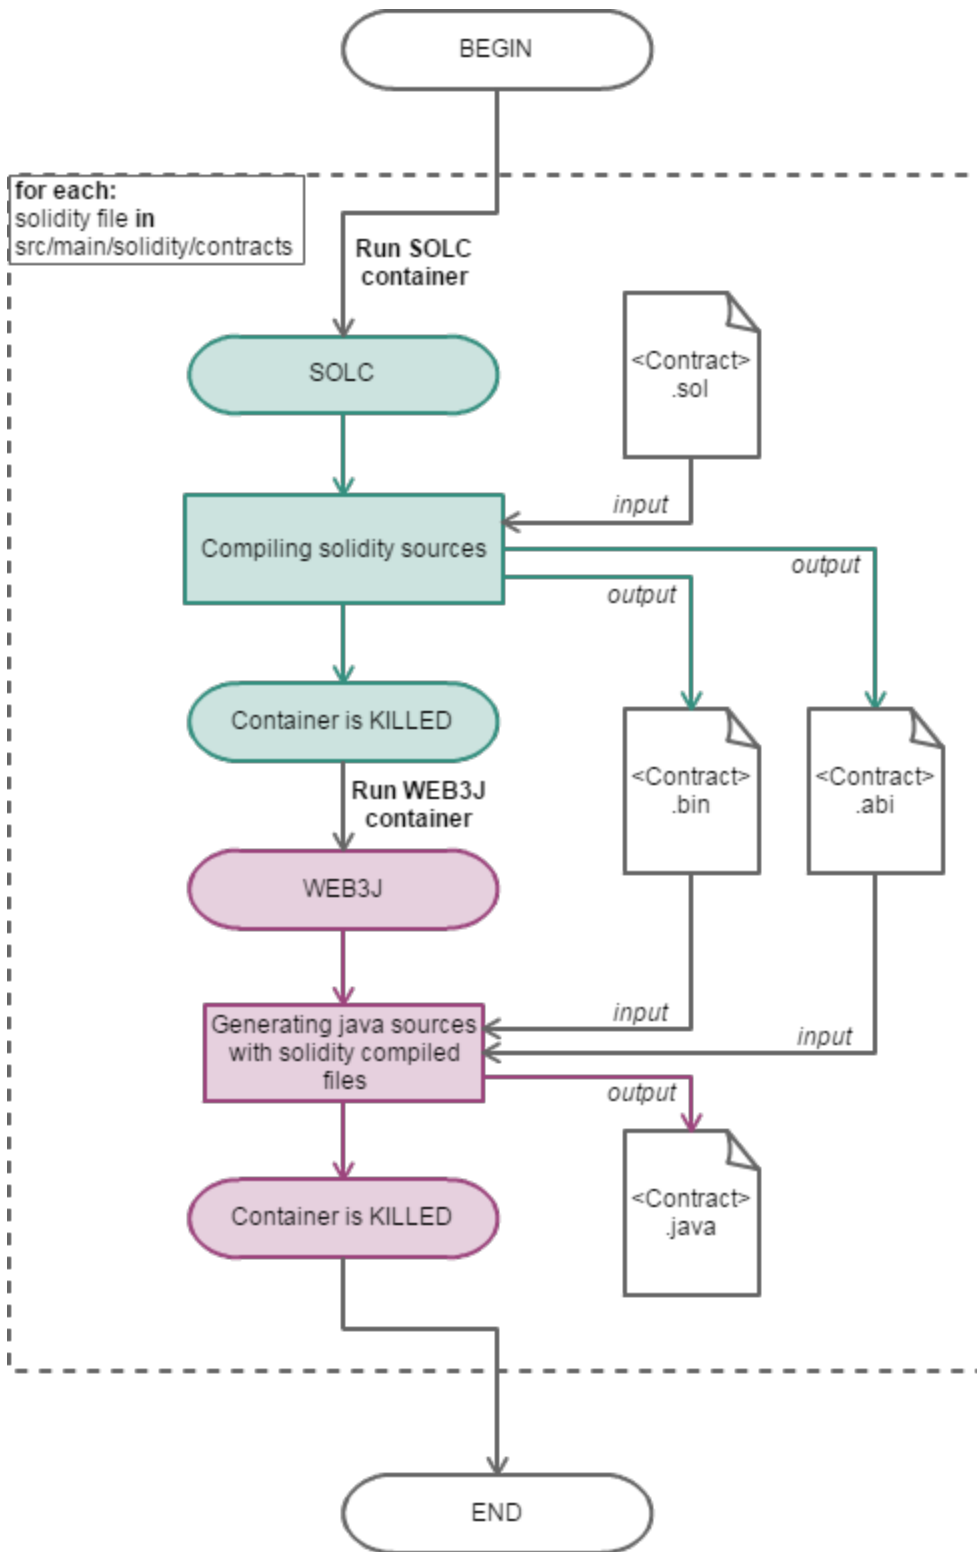 BEGIN
for each:
solidity file in
src/main/solidity/contracts
Run SOLC
container
SOLC
<Contract>
.sol
input
Compiling solidity sources
output
output
Container is KILLED
<Contract>
.bin
<Contract>
.abi
Run WEB3J
container
WEB3J
input
input
Generating java sources
with solidity compiled
files
output
Container is KILLED
<Contract>
.java
END